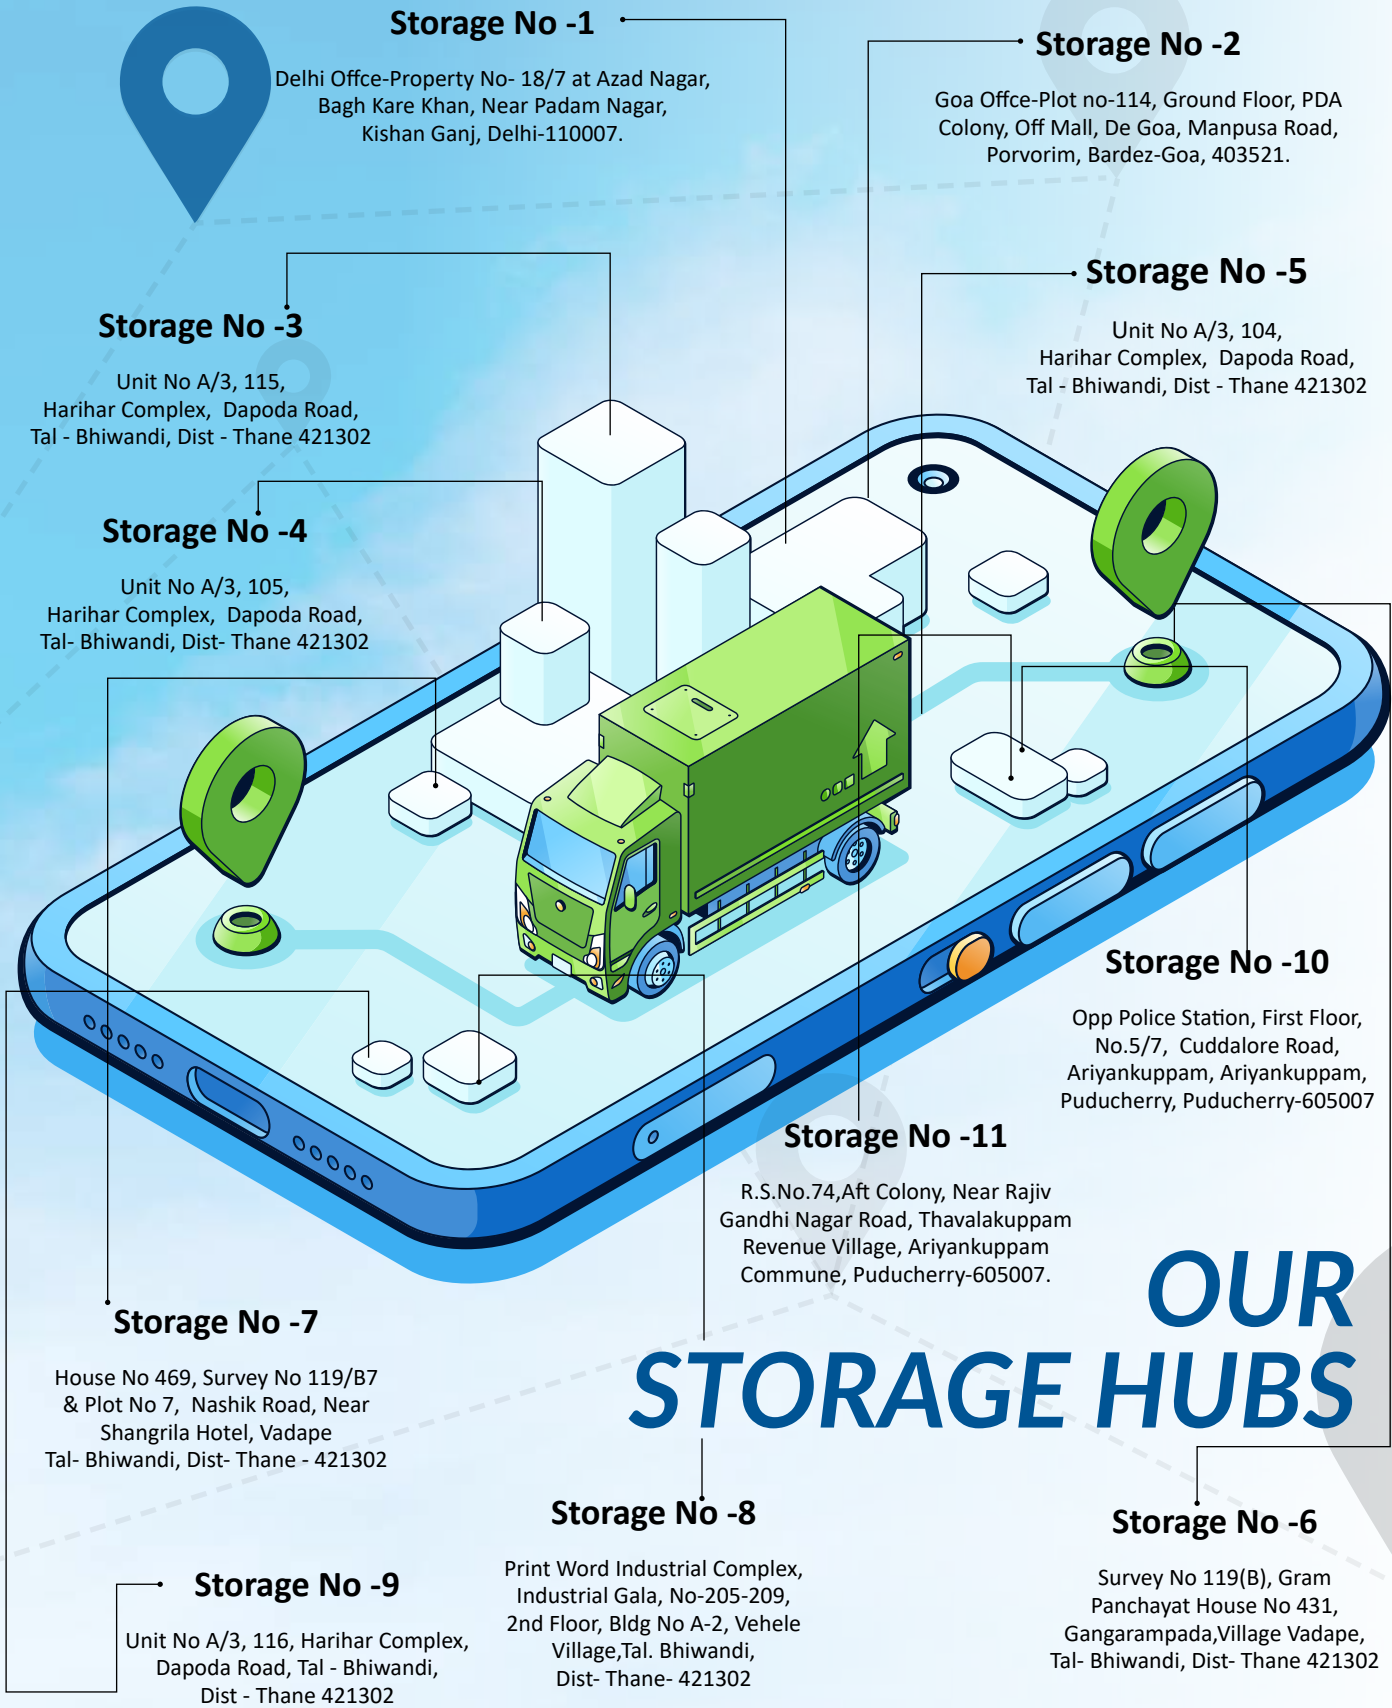 Storage No -1
Delhi Offce-Property No- 18/7 at Azad Nagar,
Bagh Kare Khan, Near Padam Nagar,
Kishan Ganj, Delhi-110007.
Storage No -2
Goa Offce-Plot no-114, Ground Floor, PDA
Colony, Off Mall, De Goa, Manpusa Road,
Porvorim, Bardez-Goa, 403521.
Storage No -3
Unit No A/3, 115,
Harihar Complex, Dapoda Road,
Tal - Bhiwandi, Dist - Thane 421302
Storage No -5
Unit No A/3, 104,
Harihar Complex, Dapoda Road,
Tal - Bhiwandi, Dist - Thane 421302
Storage No -4
Unit No A/3, 105,
Harihar Complex, Dapoda Road,
Tal- Bhiwandi, Dist- Thane 421302
Storage No -10
Opp Police Station, First Floor,
No.5/7, Cuddalore Road,
Ariyankuppam, Ariyankuppam,
Puducherry, Puducherry-605007
Storage No -11
R.S.No.74,Aft Colony, Near Rajiv
Gandhi Nagar Road, Thavalakuppam
Revenue Village, Ariyankuppam
Commune, Puducherry-605007.
OUR
STORAGE HUBS
Storage No -7
House No 469, Survey No 119/B7
& Plot No 7, Nashik Road, Near
Shangrila Hotel, Vadape
Tal- Bhiwandi, Dist- Thane - 421302
Storage No -8
Print Word Industrial Complex,
Industrial Gala, No-205-209,
2nd Floor, Bldg No A-2, Vehele
Village,Tal. Bhiwandi,
Dist- Thane- 421302
Storage No -6
Survey No 119(B), Gram
Panchayat House No 431,
Gangarampada,Village Vadape,
Tal- Bhiwandi, Dist- Thane 421302
Storage No -9
Unit No A/3, 116, Harihar Complex,
Dapoda Road, Tal - Bhiwandi,
Dist - Thane 421302